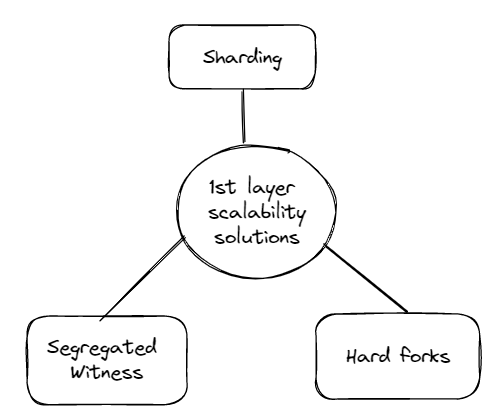 Sharding
1st layer
scalability
solutions
Segregated
Witness
Hard forks